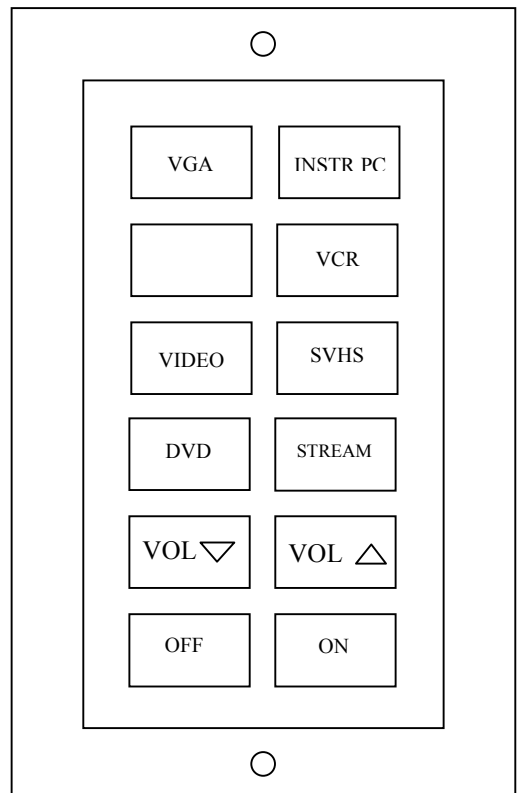 VGA INSTR PC
VCR
VIDEO SVHS
DVD STREAM
VOL VOL
OFF ON